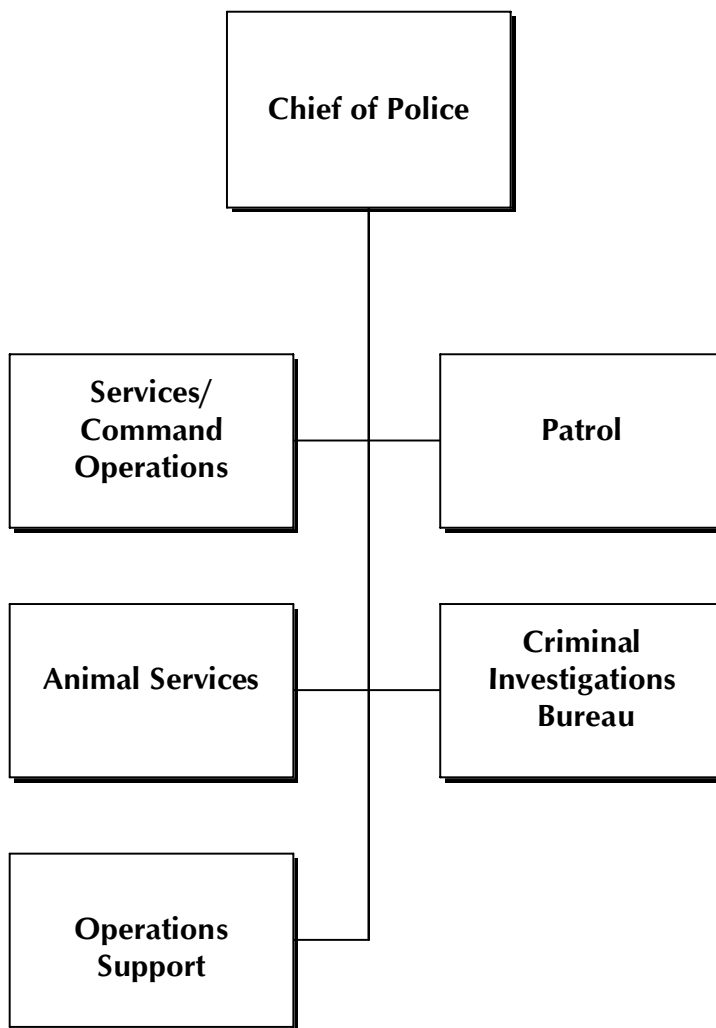 Chief of Police
Services/
Command
Operations
Patrol
Animal Services
Criminal
Investigations
Bureau
Operations
Support